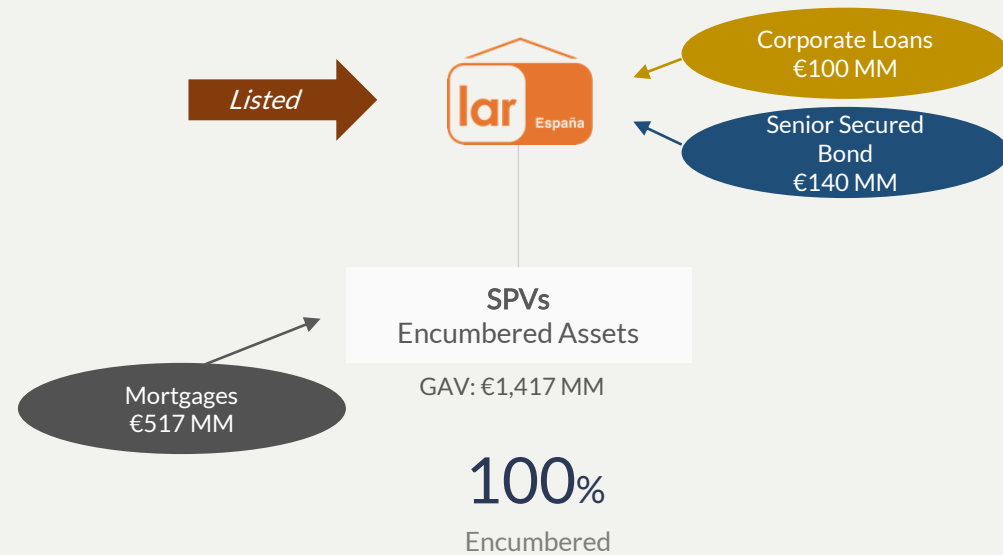 Corporate Loans
€100 MM
Listed
lar
España
Senior Secured
Bond
€140 MM
SPVs
Encumbered Assets
GAV: €1,417 MM
Mortgages
€517 MM
100%
Encumbered